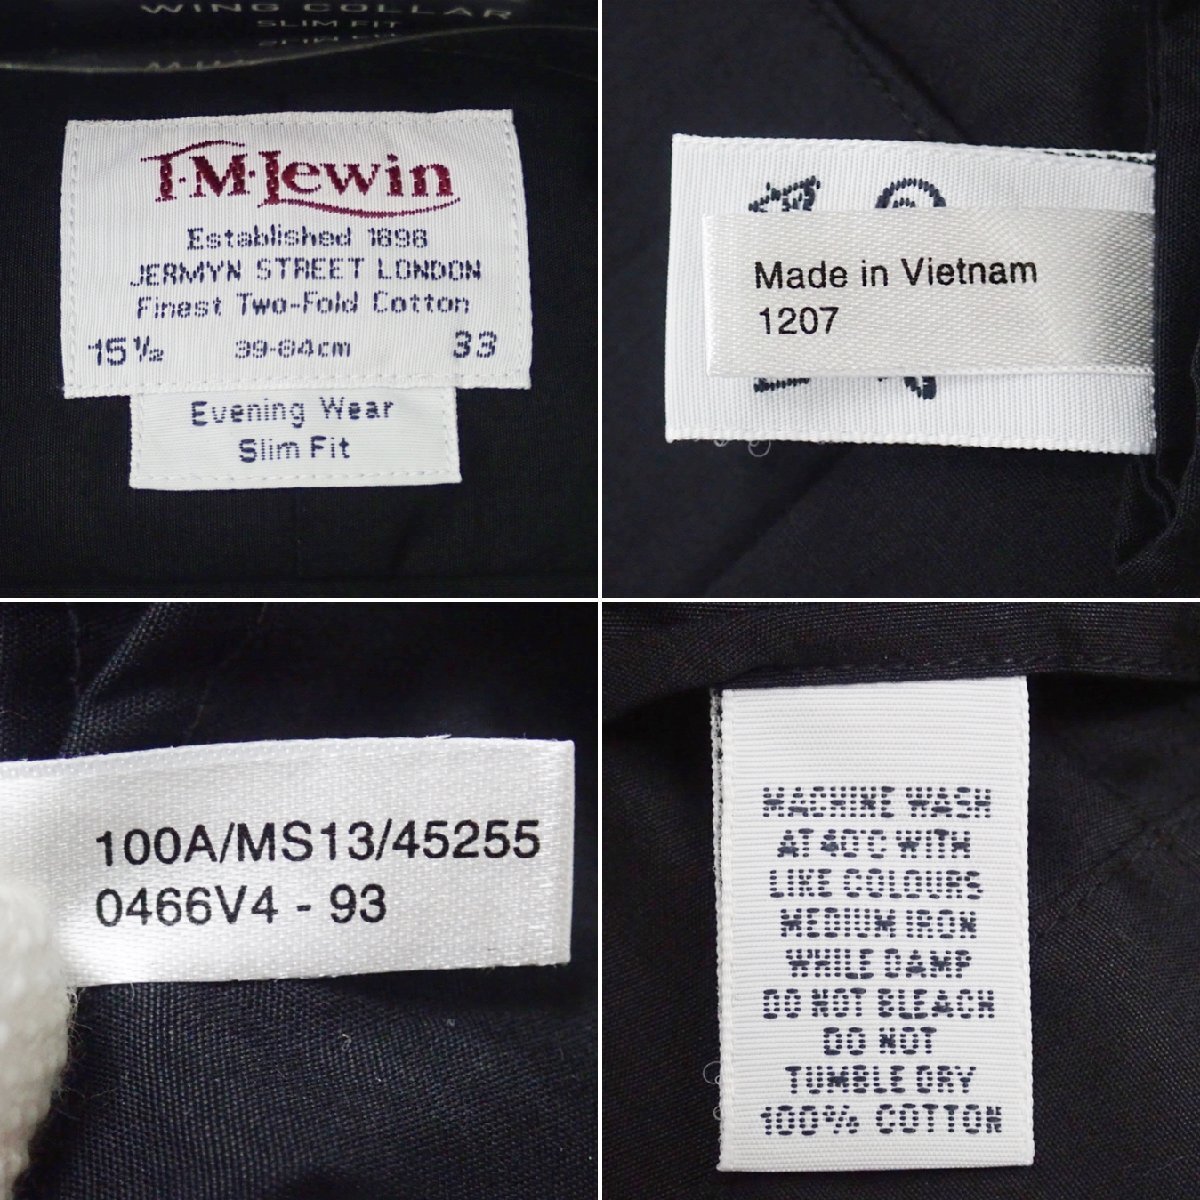 WING COLLAR
SLIM FIT
T·M·Lewin
Established 1898
JERMYN STREET LONDON
Finest Two-Fold Cotton
15½ 39-84cm 33
Evening Wear
Slim Fit
Made in Vietnam
1207
100A/MS13/45255
0466V4 - 93
MACHINE WASH
AT 40°C WITH
LIKE COLOURS
MEDIUM IRON
WHILE DAMP
DO NOT BLEACH
DO NOT
TUMBLE DRY
100% COTTON